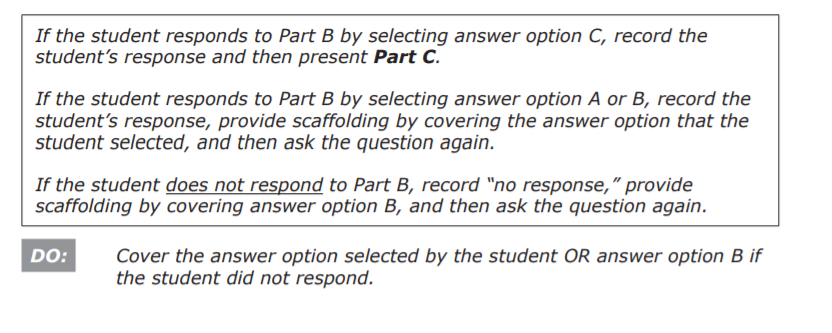 If the student responds to Part B by selecting answer option C, record the
student’s response and then present Part C.
If the student responds to Part B by selecting answer option A or B, record the
student’s response, provide scaffolding by covering the answer option that the
student selected, and then ask the question again.
If the student does not respond to Part B, record “no response,” provide
scaffolding by covering answer option B, and then ask the question again.
DO: Cover the answer option selected by the student OR answer option B if
the student did not respond.